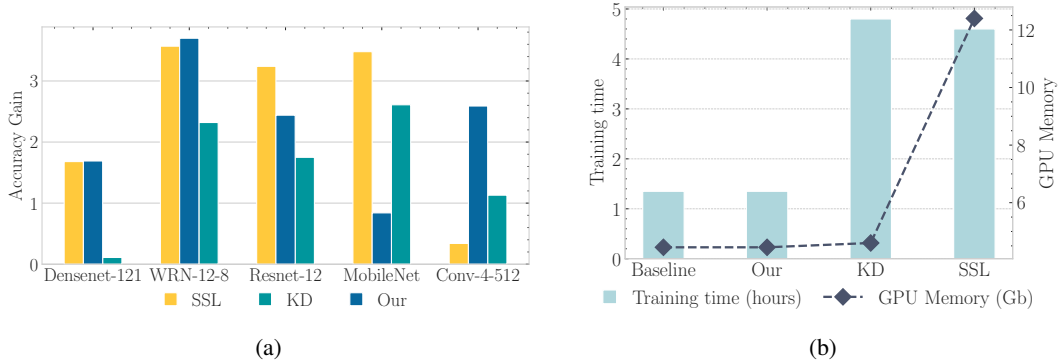 Accuracy Gain
3
2
1
0
Densenet-121 WRN-12-8 Resnet-12 MobileNet Conv-4-512
SSL KD Our
(a)
Training time
5
4
3
2
1
0
GPU Memory
12
10
8
6
Baseline Our KD SSL
Training time (hours) GPU Memory (Gb)
(b)